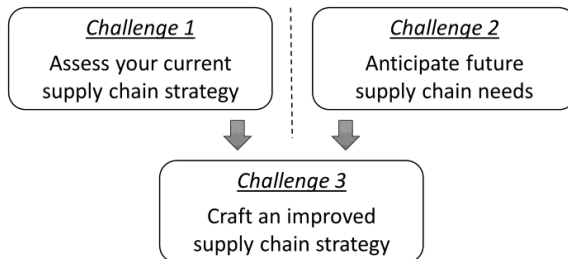 Challenge 1
Assess your current
supply chain strategy
Challenge 2
Anticipate future
supply chain needs
Challenge 3
Craft an improved
supply chain strategy